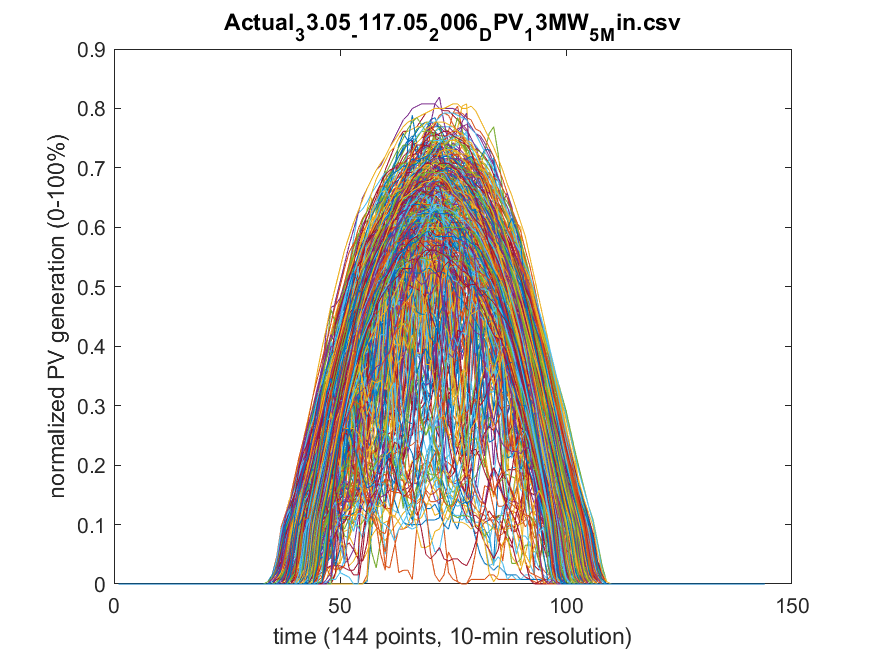 Actual_33.05_-117.05_2006_DPV_13MW_5Min.csv
0.9
0.8
0.7
0.6
0.5
0.4
0.3
0.2
0.1
0
normalized PV generation (0-100%)
0 50 100 150
time (144 points, 10-min resolution)